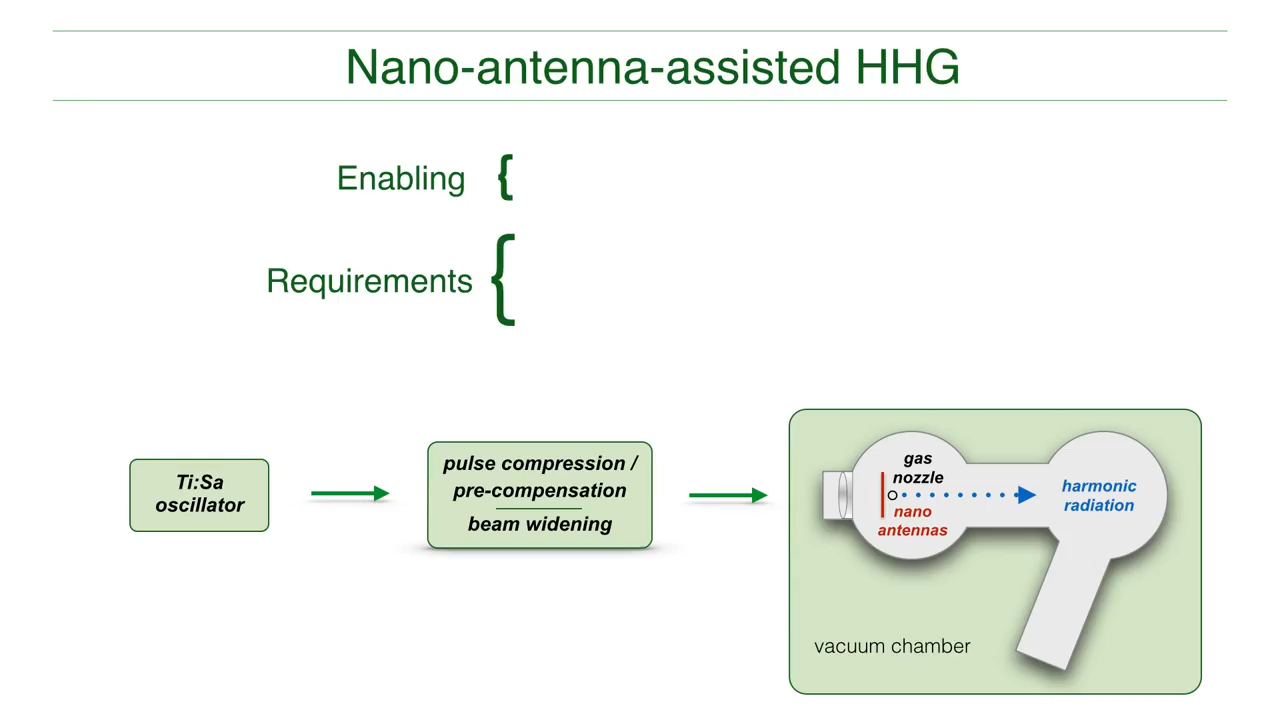 Nano-antenna-assisted HHG
Enabling {
Requirements {
Ti:Sa
oscillator
pulse compression /
pre-compensation
beam widening
gas
nozzle
nano
antennas
harmonic
radiation
vacuum chamber